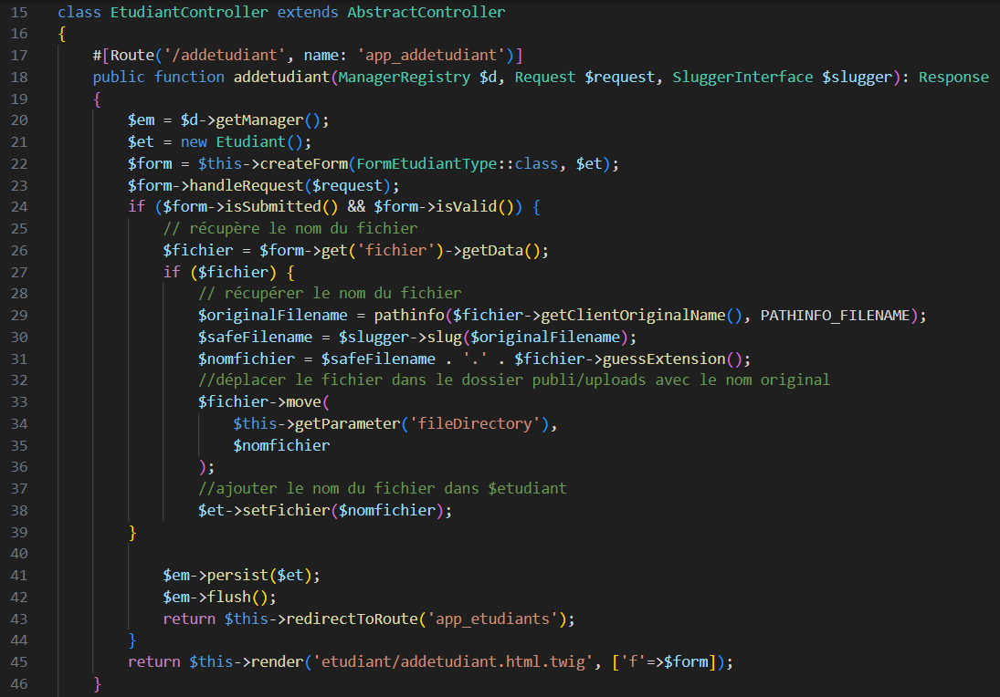 15 class EtudiantController extends AbstractController
16 {
17 #[Route('/addetudiant', name: 'app_addetudiant')]
18 public function addetudiant(ManagerRegistry $d, Request $request, SluggerInterface $slugger): Response
19 {
20 $em = $d->getManager();
21 $et = new Etudiant();
22 $form = $this->createForm(FormEtudiantType::class, $et);
23 $form->handleRequest($request);
24 if ($form->isSubmitted() && $form->isValid()) {
25 // récupère le nom du fichier
26 $fichier = $form->get('fichier')->getData();
27 if ($fichier) {
28 // récupérer le nom du fichier
29 $originalFilename = pathinfo($fichier->getClientOriginalName(), PATHINFO_FILENAME);
30 $safeFilename = $slugger->slug($originalFilename);
31 $nomfichier = $safeFilename . '.' . $fichier->guessExtension();
32 //déplacer le fichier dans le dossier publi/uploads avec le nom original
33 $fichier->move(
34 $this->getParameter('fileDirectory'),
35 $nomfichier
36 );
37 //ajouter le nom du fichier dans $etudiant
38 $et->setFichier($nomfichier);
39 }
40
41 $em->persist($et);
42 $em->flush();
43 return $this->redirectToRoute('app_etudiants');
44 }
45 return $this->render('etudiant/addetudiant.html.twig', ['f'=>$form]);
46 }